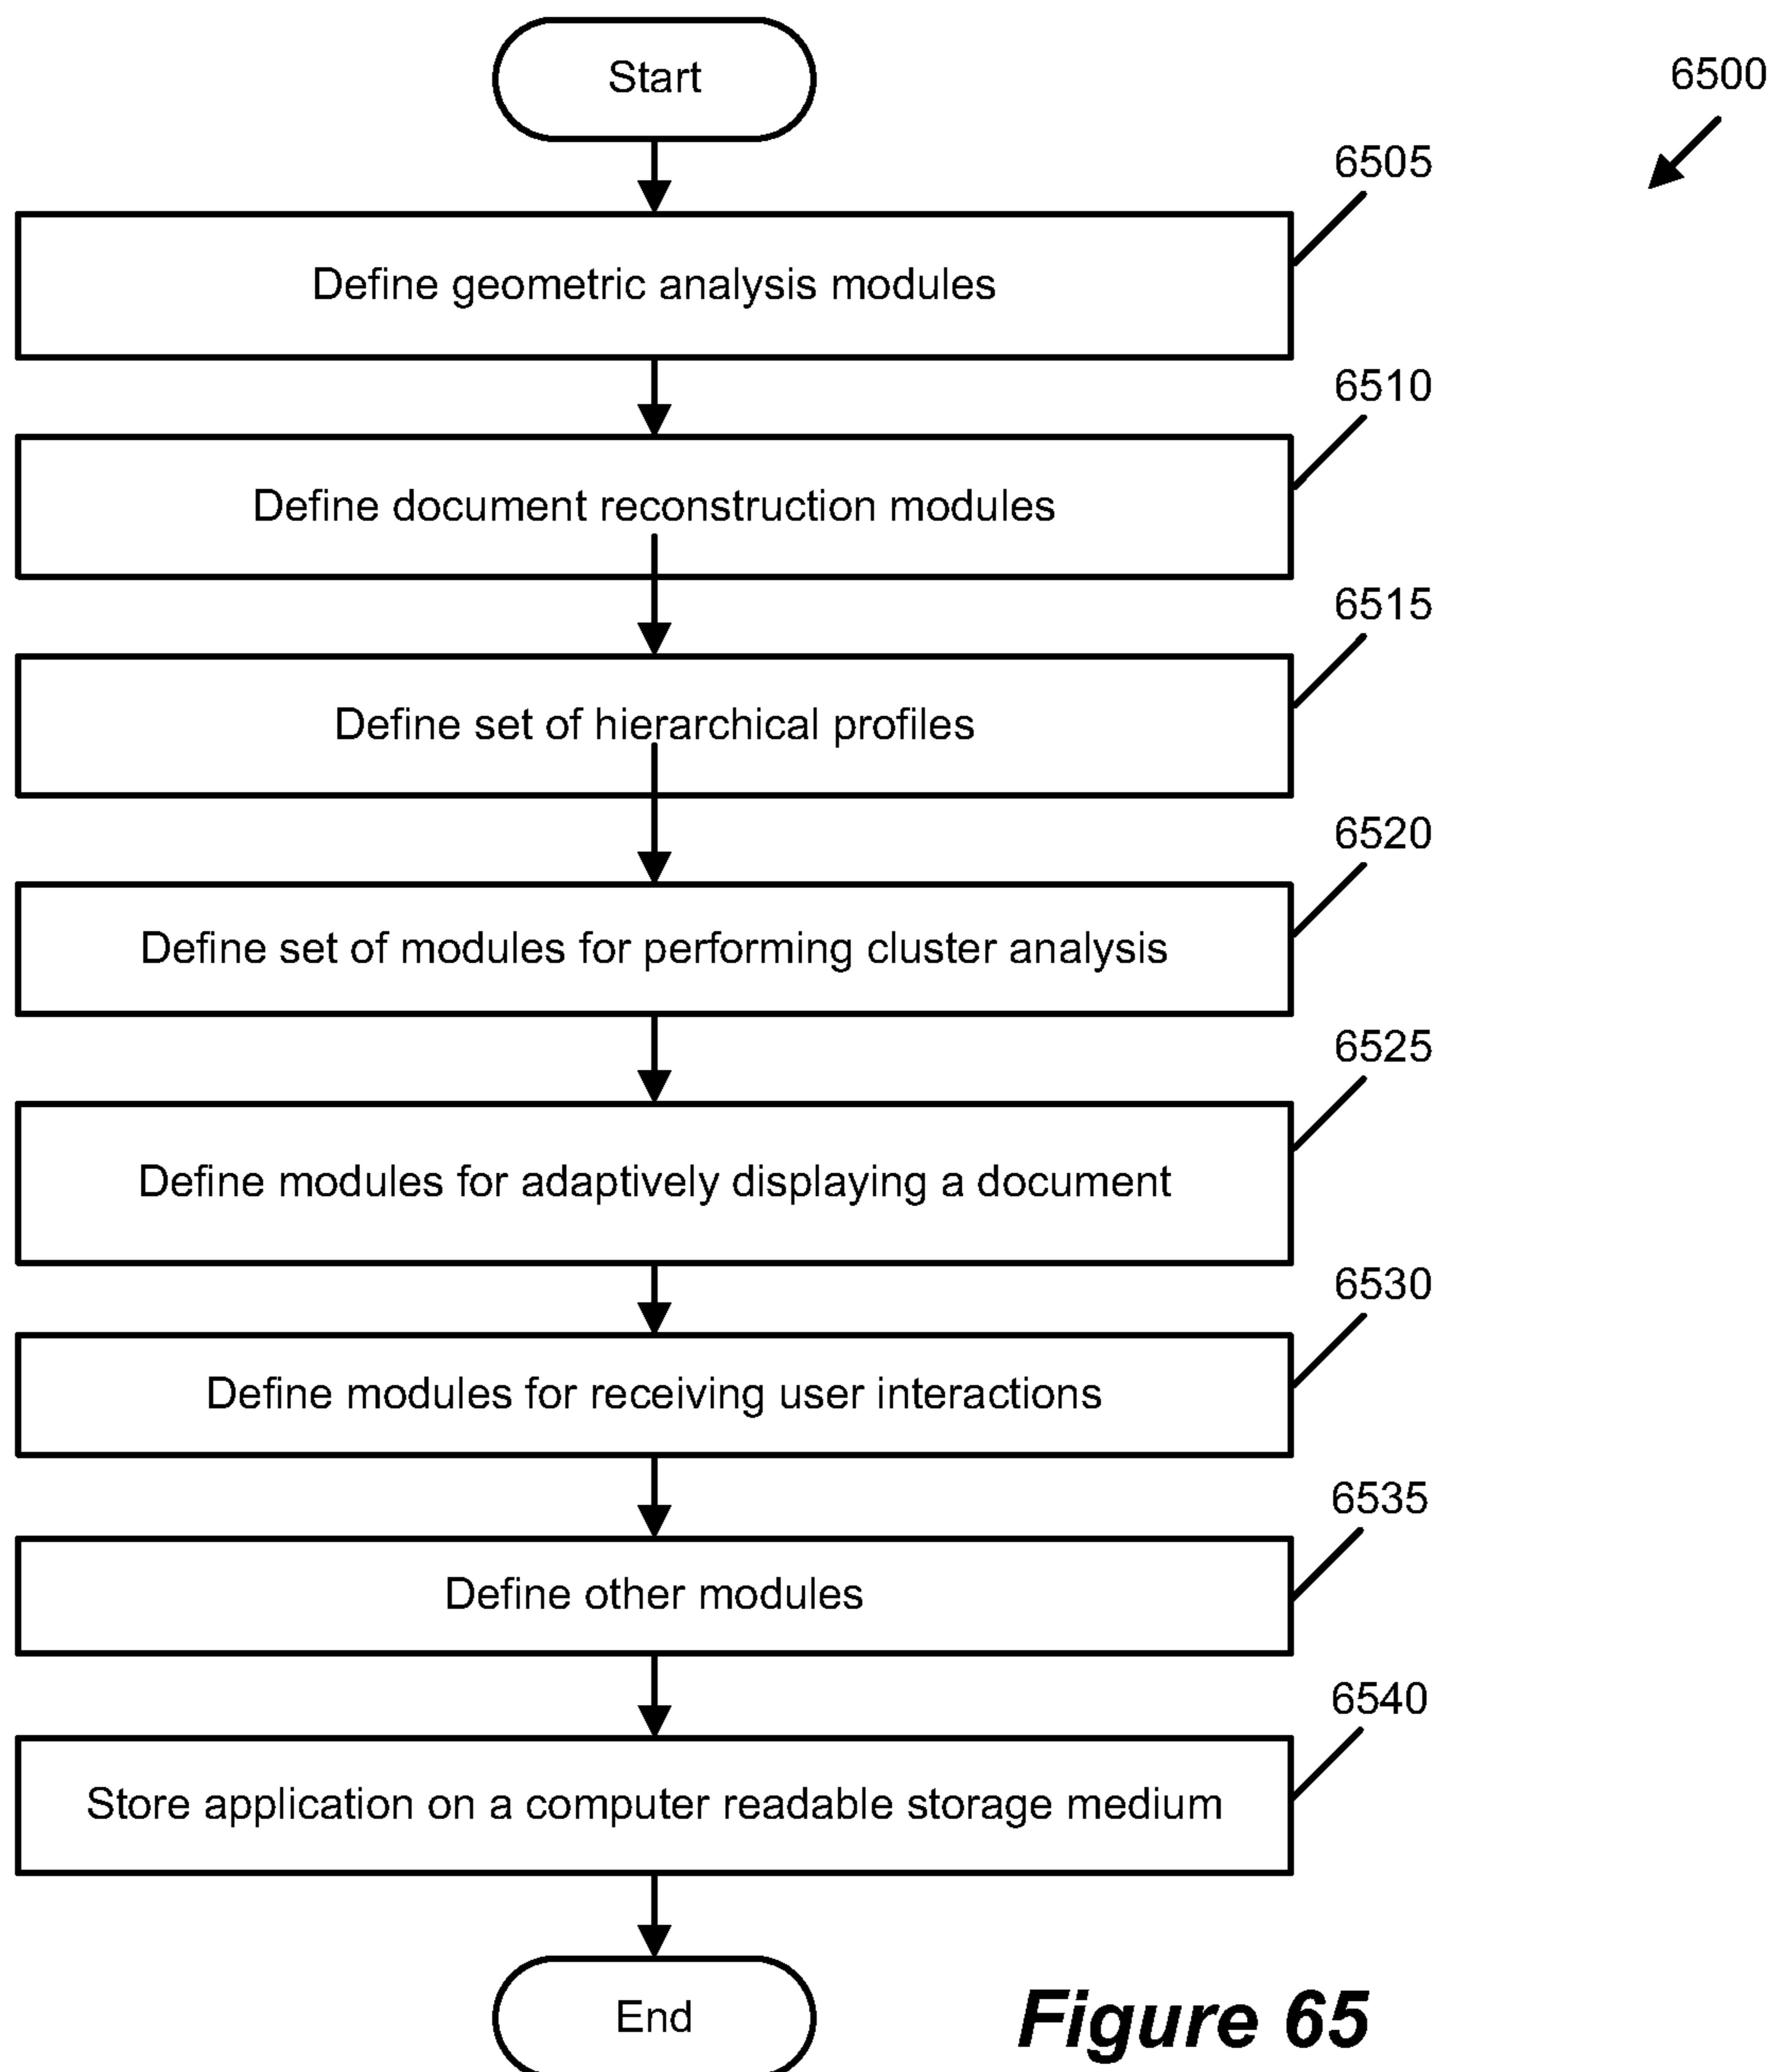 Start
6500
6505
Define geometric analysis modules
6510
Define document reconstruction modules
6515
Define set of hierarchical profiles
6520
Define set of modules for performing cluster analysis
6525
Define modules for adaptively displaying a document
6530
Define modules for receiving user interactions
6535
Define other modules
6540
Store application on a computer readable storage medium
End
Figure 65